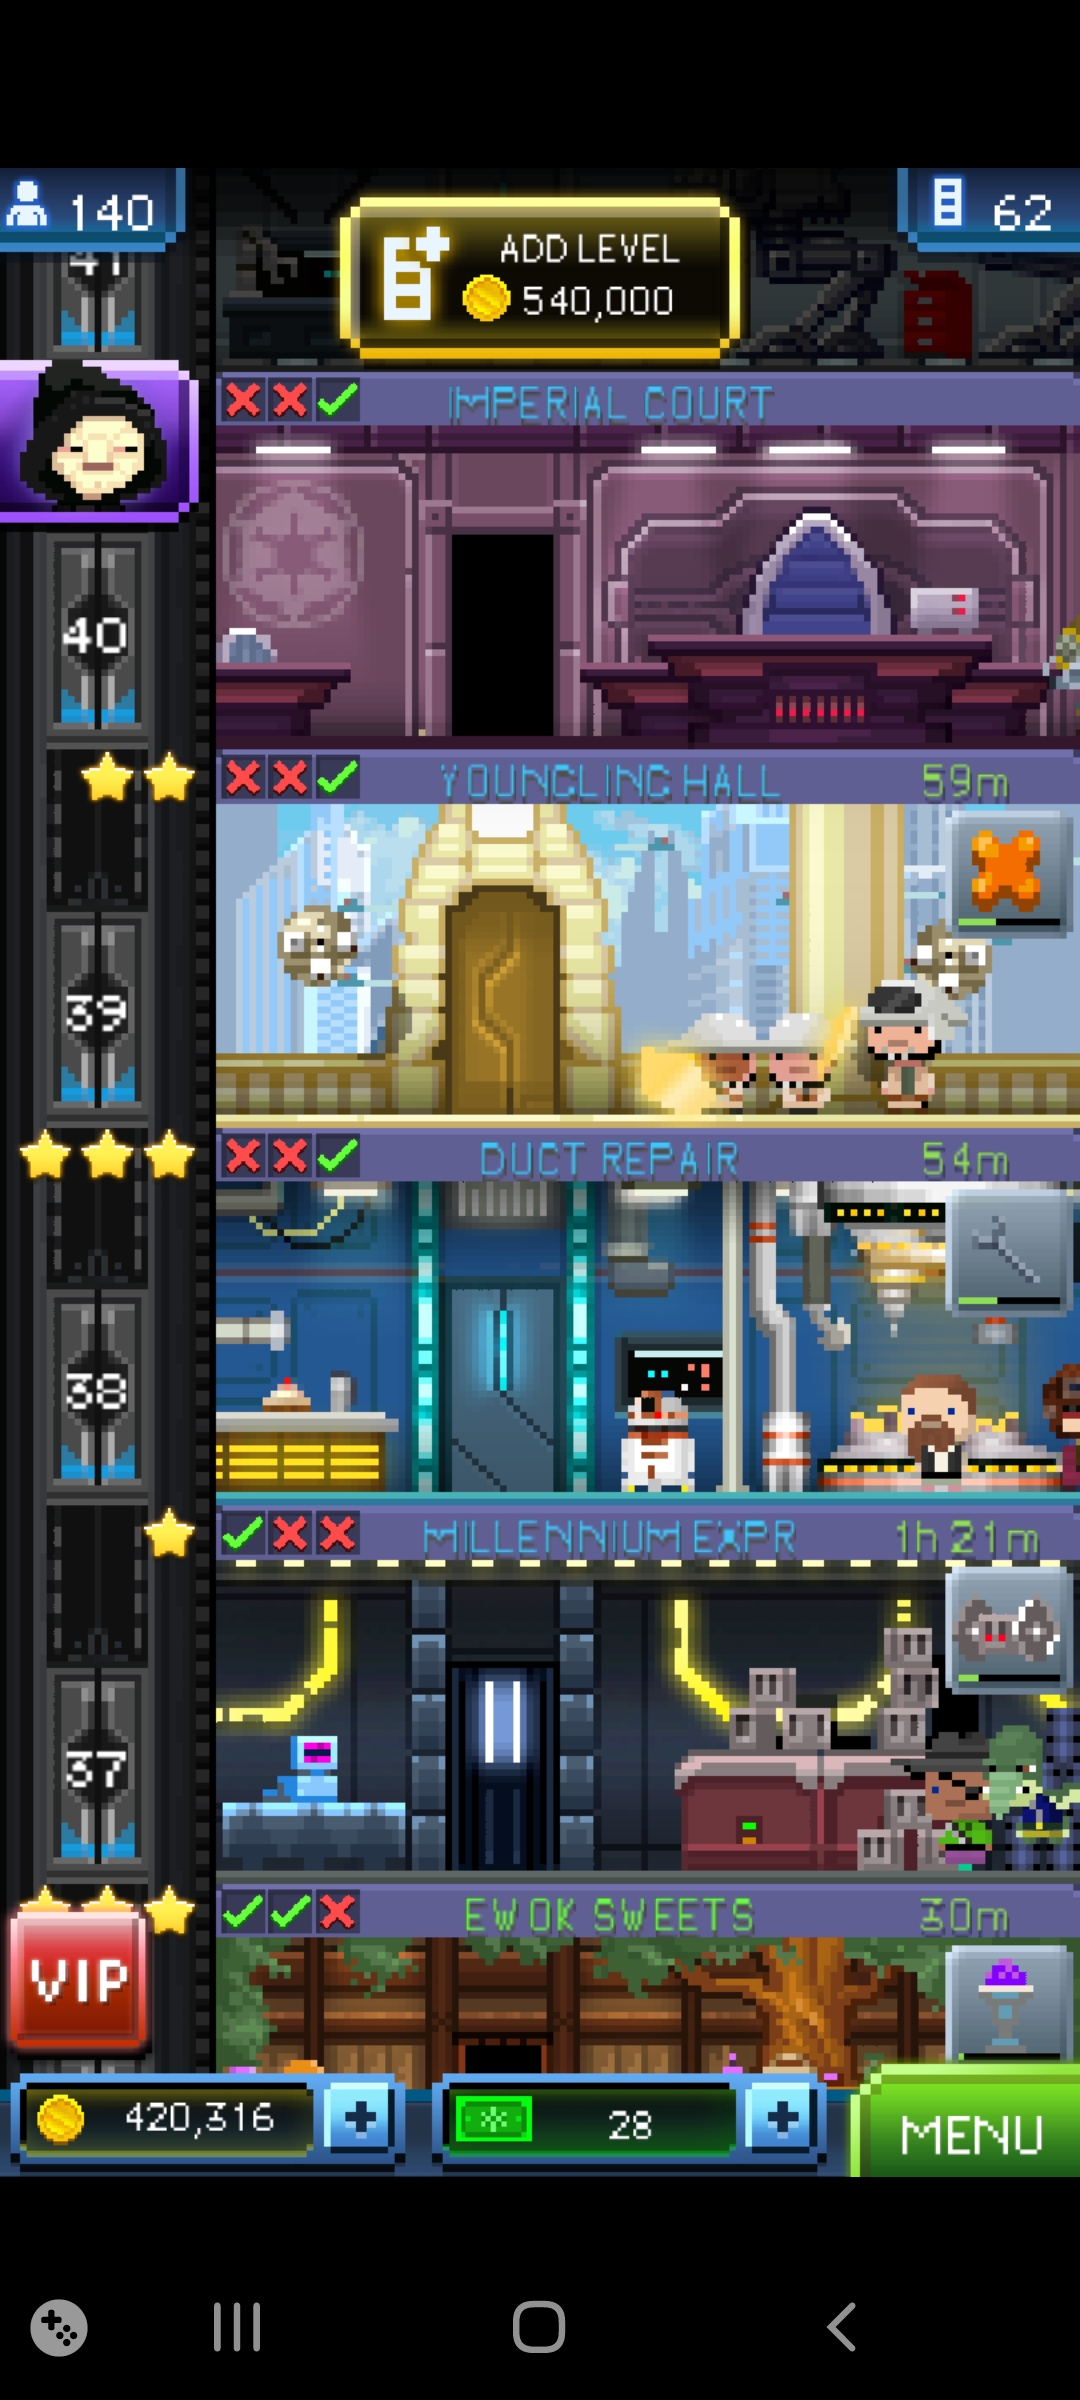 140
62
ADD LEVEL
540,000
IMPERIAL COURT
40
YOUNGLING HALL 59m
39
DUCT REPAIR 54m
38
MILLENNIUM EXPR 1h 21m
37
EWOK SWEETS 30m
VIP
420,316
28
MENU